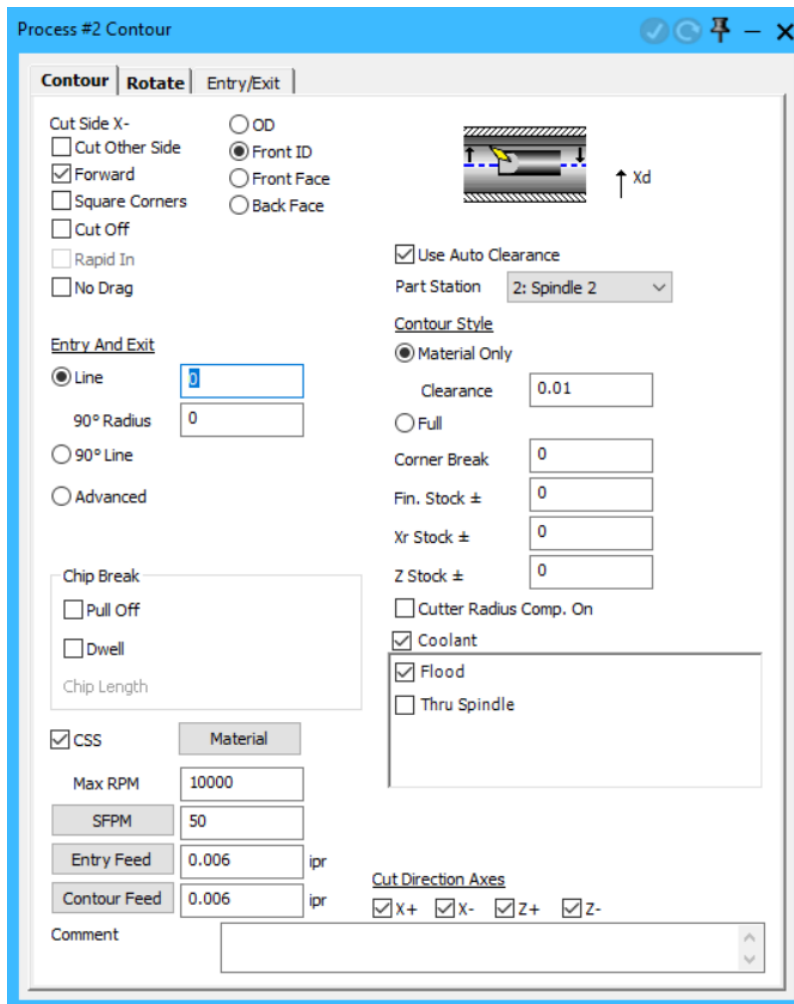 Process #2 Contour
Contour Rotate Entry/Exit
Cut Side X-
Cut Other Side
Forward
Square Corners
Cut Off
Rapid In
No Drag
OD
Front ID
Front Face
Back Face
Xd
Use Auto Clearance
Part Station 2: Spindle 2
Entry And Exit
Line 0
90° Radius 0
90° Line
Advanced
Contour Style
Material Only
Clearance 0.01
Full
Corner Break 0
Fin. Stock ± 0
Xr Stock ± 0
Z Stock ± 0
Cutter Radius Comp. On
Coolant
Flood
Thru Spindle
Chip Break
Pull Off
Dwell
Chip Length
CSS Material
Max RPM 10000
SFPM 50
Entry Feed 0.006 ipr
Contour Feed 0.006 ipr
Cut Direction Axes
X+ X- Z+ Z-
Comment